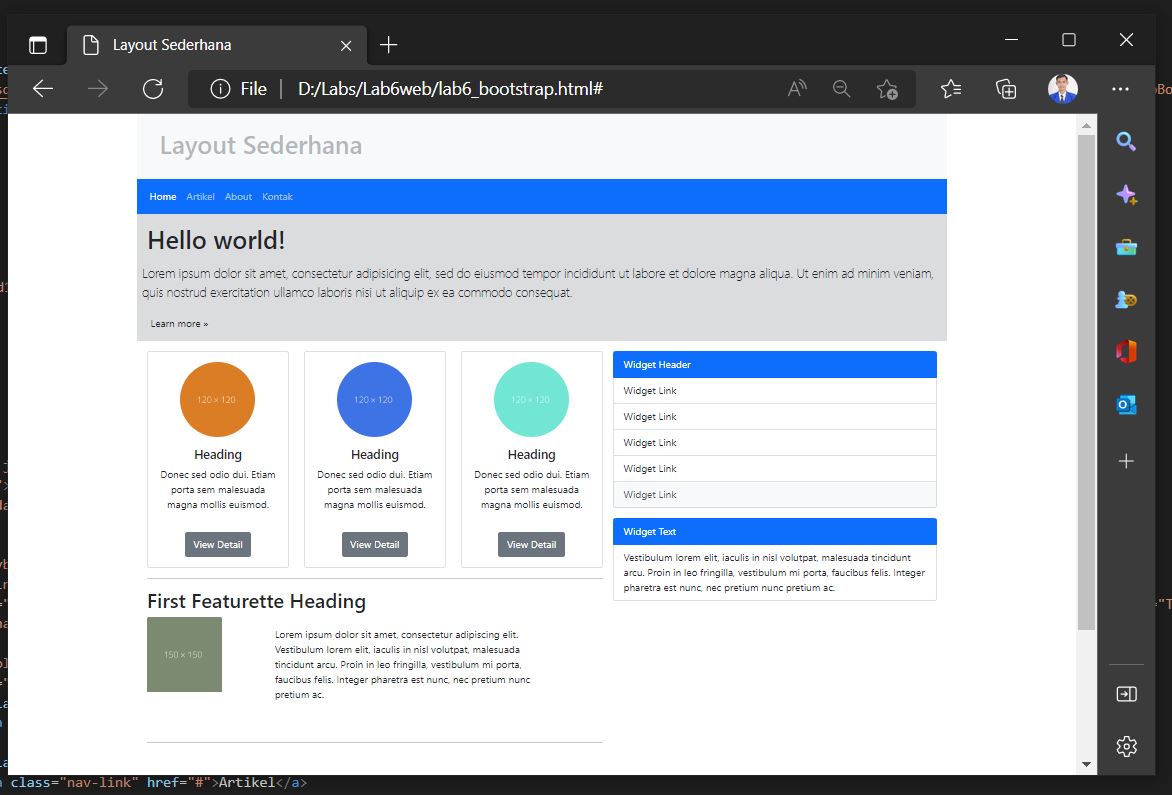 Layout Sederhana
File
D:/Labs/Lab6web/lab6_bootstrap.html#
Layout Sederhana
Home Artikel About Kontak
Hello world!
Lorem ipsum dolor sit amet, consectetur adipisicing elit, sed do eiusmod tempor incididunt ut labore et dolore magna aliqua. Ut enim ad minim veniam,
quis nostrud exercitation ullamco laboris nisi ut aliquip ex ea commodo consequat.
Learn more »
120 × 120
Heading
Donec sed odio dui. Etiam
porta sem malesuada
magna mollis euismod.
View Detail
120 × 120
Heading
Donec sed odio dui. Etiam
porta sem malesuada
magna mollis euismod.
View Detail
120 × 120
Heading
Donec sed odio dui. Etiam
porta sem malesuada
magna mollis euismod.
View Detail
Widget Header
Widget Link
Widget Link
Widget Link
Widget Link
Widget Link
Widget Text
Vestibulum lorem elit, iaculis in nisl volutpat, malesuada tincidunt
arcu. Proin in leo fringilla, vestibulum mi porta, faucibus felis. Integer
pharetra est nunc, nec pretium nunc pretium ac.
First Featurette Heading
150 × 150
Lorem ipsum dolor sit amet, consectetur adipiscing elit.
Vestibulum lorem elit, iaculis in nisl volutpat, malesuada
tincidunt arcu. Proin in leo fringilla, vestibulum mi porta,
faucibus felis. Integer pharetra est nunc, nec pretium nunc
pretium ac.
class="nav-link" href="#">Artikel</a>